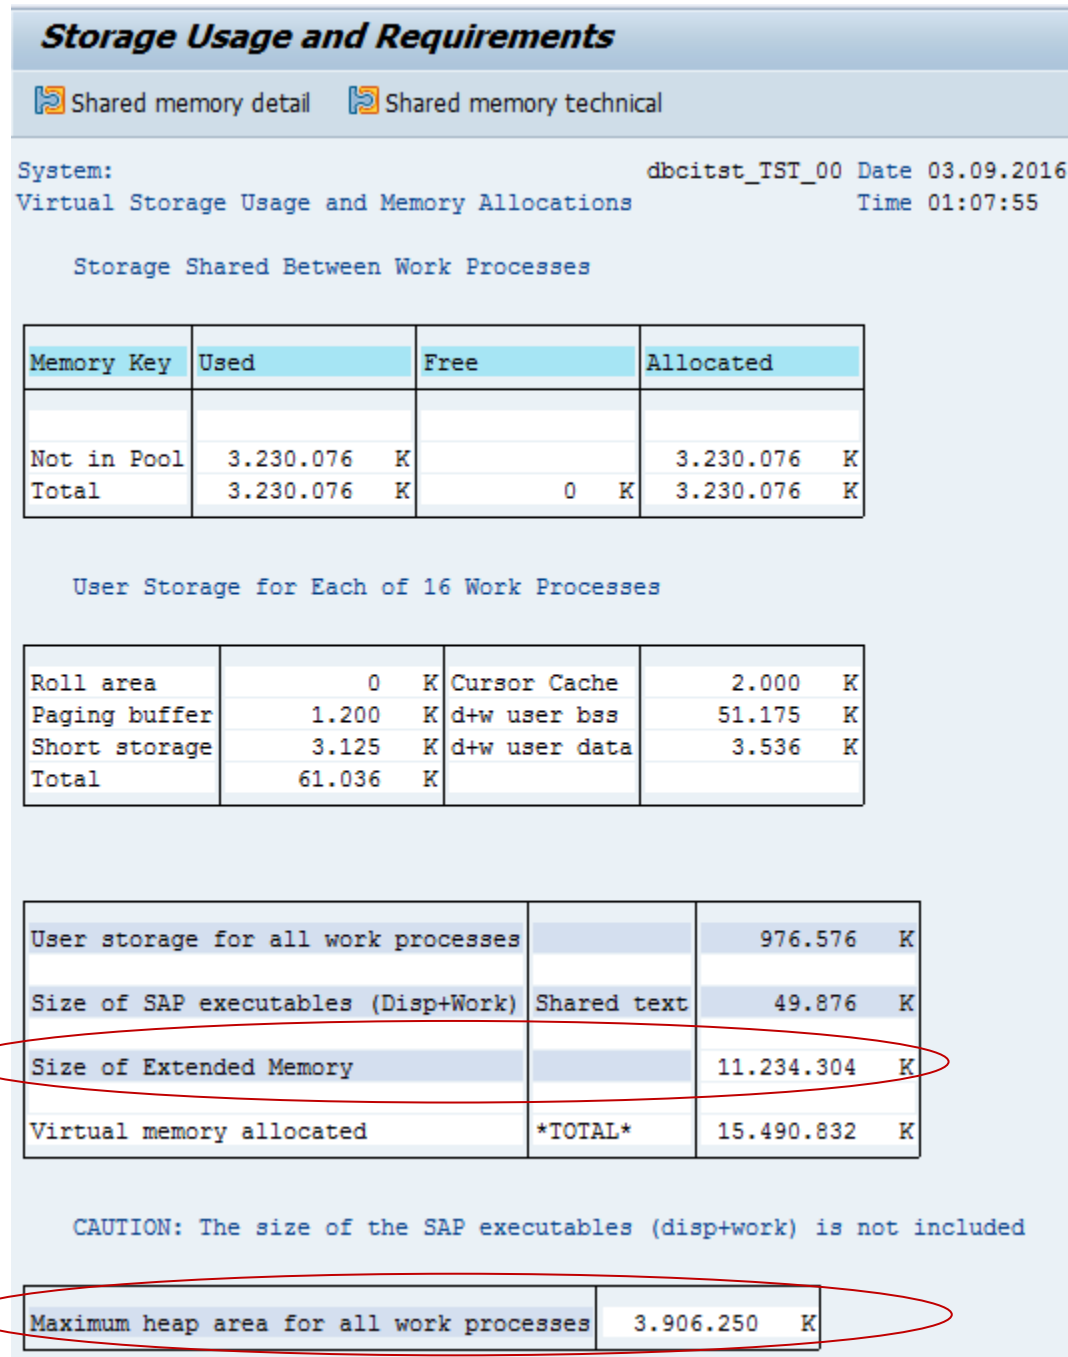 Storage Usage and Requirements
Shared memory detail Shared memory technical
System: dbcitst_TST_00 Date 03.09.2016
Virtual Storage Usage and Memory Allocations Time 01:07:55
Storage Shared Between Work Processes
Memory Key Used Free Allocated
Not in Pool 3.230.076 K 3.230.076 K
Total 3.230.076 K 0 K 3.230.076 K
User Storage for Each of 16 Work Processes
Roll area 0 K Cursor Cache 2.000 K
Paging buffer 1.200 K d+w user bss 51.175 K
Short storage 3.125 K d+w user data 3.536 K
Total 61.036 K
User storage for all work processes 976.576 K
Size of SAP executables (Disp+Work) Shared text 49.876 K
Size of Extended Memory 11.234.304 K
Virtual memory allocated *TOTAL* 15.490.832 K
CAUTION: The size of the SAP executables (disp+work) is not included
Maximum heap area for all work processes 3.906.250 K